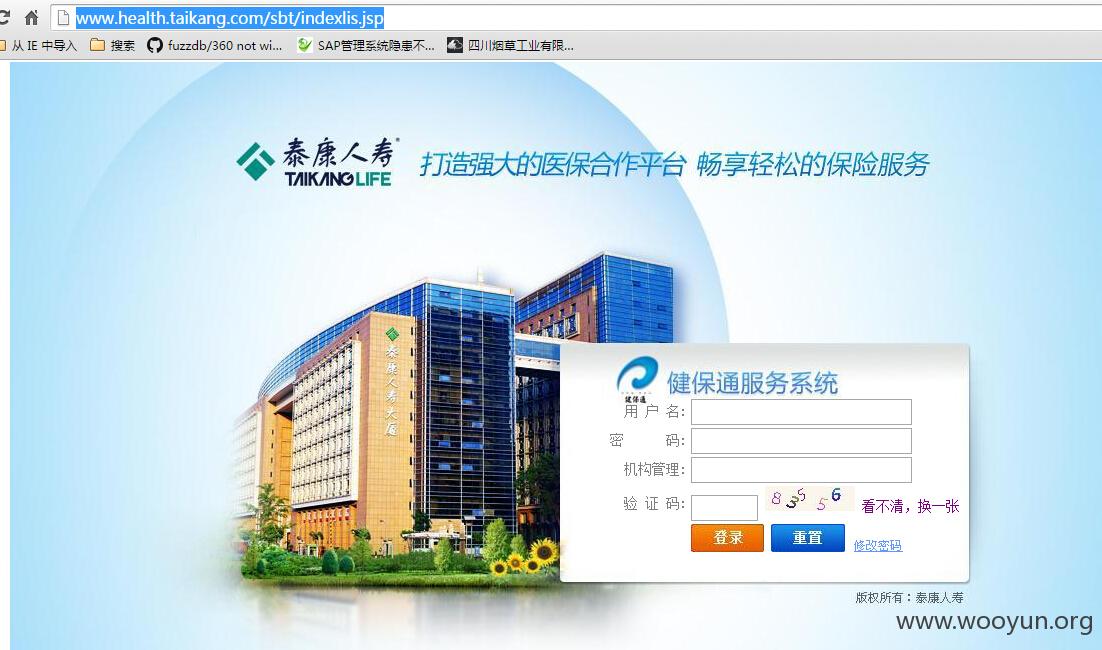 www.health.taikang.com/sbt/indexlis.jsp
从 IE 中导入 搜索 fuzzdb/360 not wi... SAP管理系统隐患不... 四川烟草工业有限...
泰康人寿
TAIKANG LIFE
打造强大的医保合作平台 畅享轻松的保险服务
泰康人寿大厦
健保通
健保通服务系统
用 户 名:
密 码:
机构管理:
验 证 码: 8 3 5 5 6 看不清，换一张
登录 重置 修改密码
版权所有：泰康人寿
www.wooyun.org